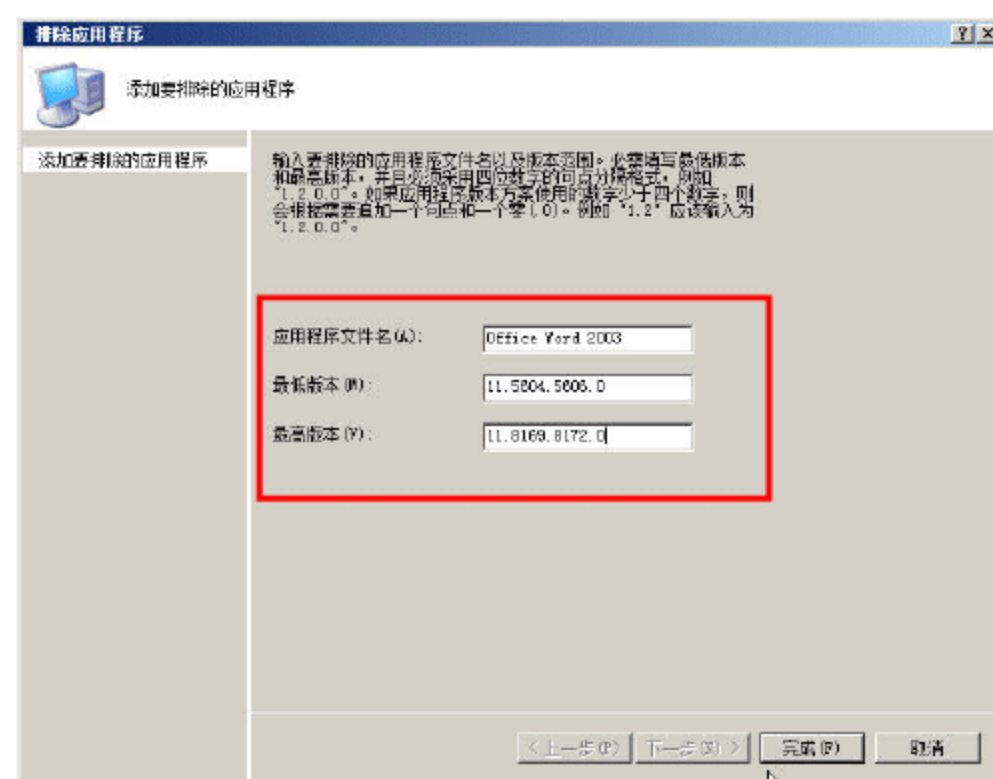 排除应用程序
添加要排除的应用程序
添加要排除的应用程序
输入要排除的应用程序文件名以及版本范围。必需填写最低版本
和最高版本，并且必须采用四位数字的句点分隔格式，例如
"1.2.0.0"。如果应用程序版本方案使用的数字少于四个数字，则
会根据需要追加一个句点和一个零(0)。例如 "1.2" 应该输入为
"1.2.0.0"。
应用程序文件名(A): Office Word 2003
最低版本(M): 11.5604.5606.0
最高版本(V): 11.8169.8172.0
<上一步(P) 下一步(N)> 完成(F) 取消